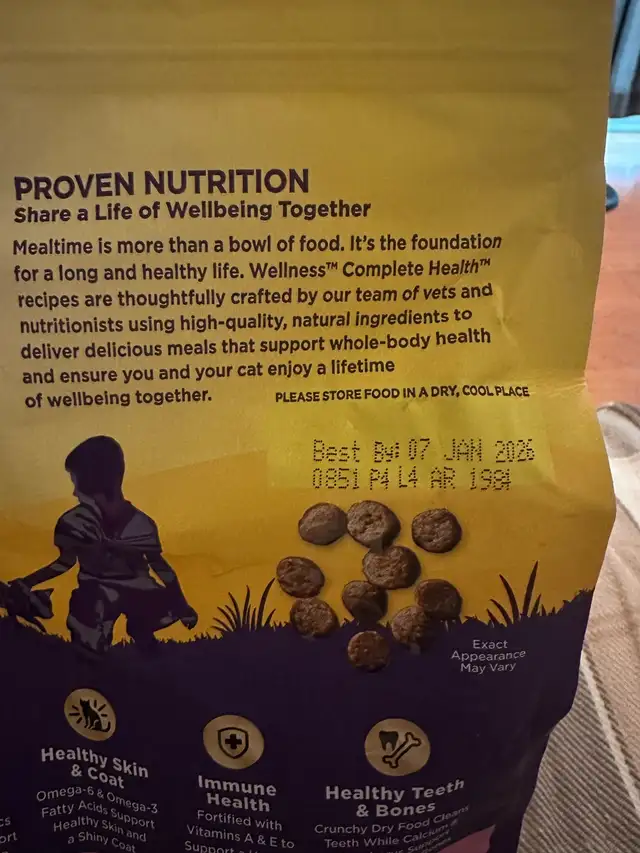 PROVEN NUTRITION
Share a Life of Wellbeing Together
Mealtime is more than a bowl of food. It's the foundation
for a long and healthy life. Wellness™ Complete Health™
recipes are thoughtfully crafted by our team of vets and
nutritionists using high-quality, natural ingredients to
deliver delicious meals that support whole-body health
and ensure you and your cat enjoy a lifetime
of wellbeing together.
PLEASE STORE FOOD IN A DRY, COOL PLACE
Best By: 07 JAN 2026
0851 P4 L4 AR 1984
Exact
Appearance
May Vary
Healthy Skin
& Coat
Omega-6 & Omega-3
Fatty Acids Support
Healthy Skin and
a Shiny Coat
Immune
Health
Fortified with
Vitamins A & E to
Support
Healthy Teeth
& Bones
Crunchy Dry Food Cleans
Teeth While Calcium &
Support